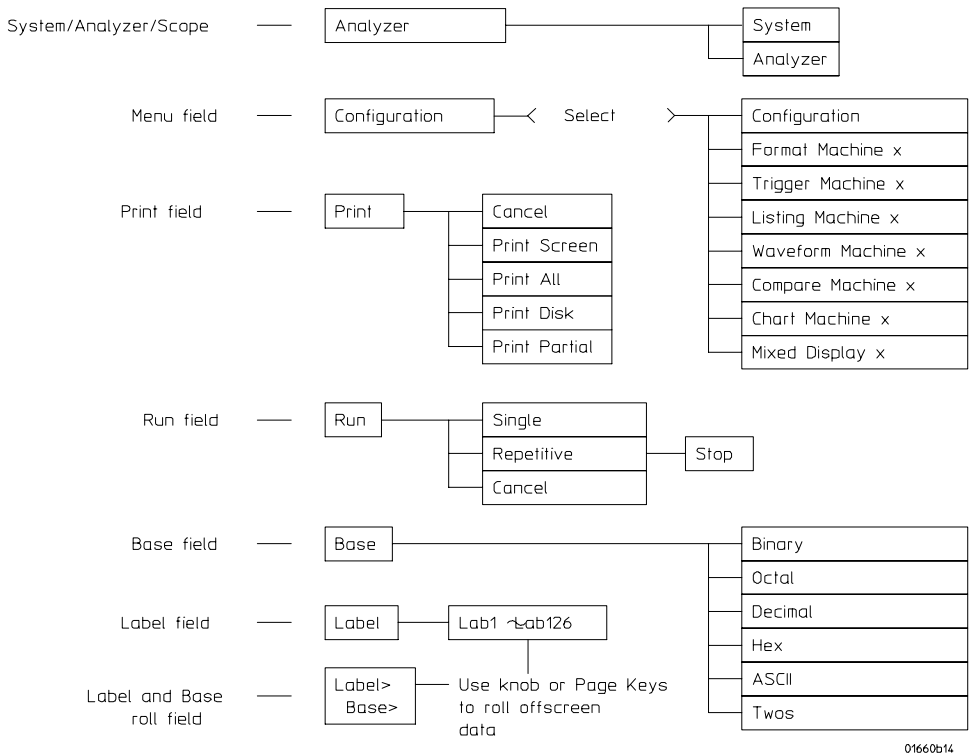 System/Analyzer/Scope
Analyzer
System
Analyzer
Menu field
Configuration
Select
Configuration
Format Machine x
Trigger Machine x
Listing Machine x
Waveform Machine x
Compare Machine x
Chart Machine x
Mixed Display x
Print field
Print
Cancel
Print Screen
Print All
Print Disk
Print Partial
Run field
Run
Single
Repetitive
Cancel
Stop
Base field
Base
Binary
Octal
Decimal
Hex
ASCII
Twos
Label field
Label
Lab1 ~Lab126
Label and Base
roll field
Label>
Base>
Use knob or Page Keys
to roll offscreen
data
01660b14